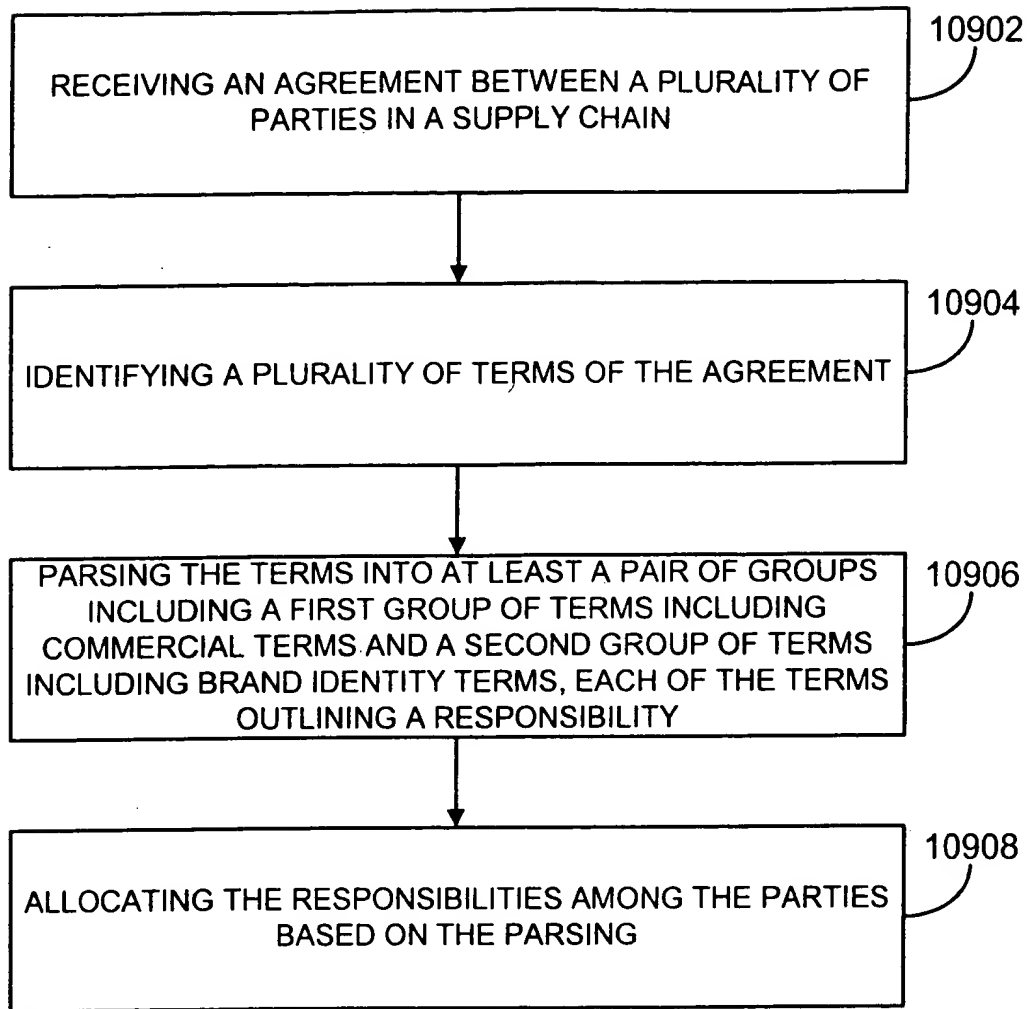 10902
RECEIVING AN AGREEMENT BETWEEN A PLURALITY OF
PARTIES IN A SUPPLY CHAIN
10904
IDENTIFYING A PLURALITY OF TERMS OF THE AGREEMENT
10906
PARSING THE TERMS INTO AT LEAST A PAIR OF GROUPS
INCLUDING A FIRST GROUP OF TERMS INCLUDING
COMMERCIAL TERMS AND A SECOND GROUP OF TERMS
INCLUDING BRAND IDENTITY TERMS, EACH OF THE TERMS
OUTLINING A RESPONSIBILITY
10908
ALLOCATING THE RESPONSIBILITIES AMONG THE PARTIES
BASED ON THE PARSING